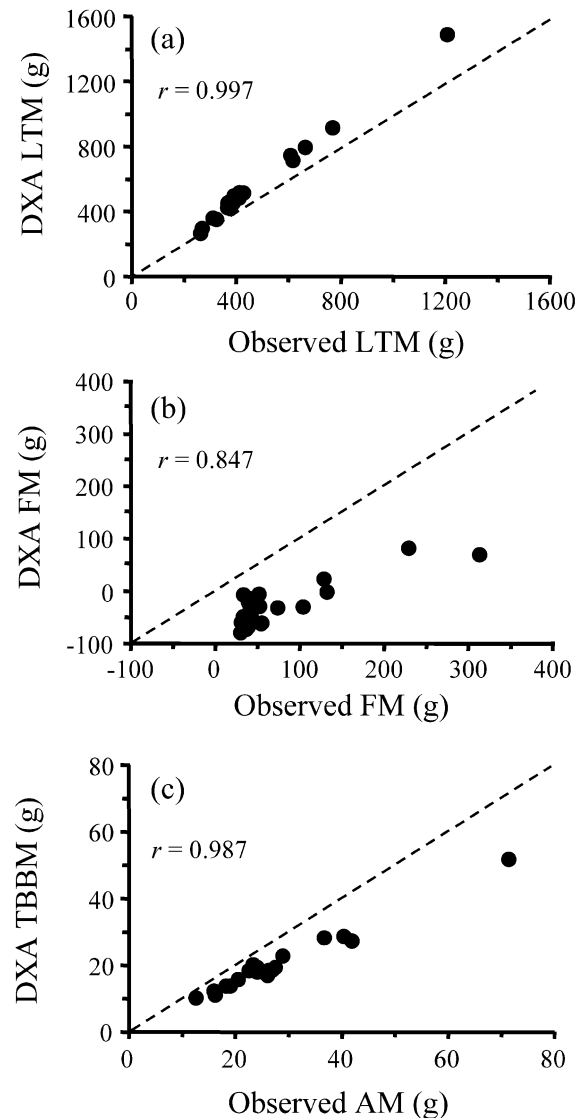 1600
(a)
r = 0.997
1200
DXA LTM (g)
800
400
0
0 400 800 1200 1600
Observed LTM (g)
400
(b)
300
r = 0.847
200
DXA FM (g)
100
0
-100
-100 0 100 200 300 400
Observed FM (g)
80
(c)
60
r = 0.987
DXA TBBM (g)
40
20
0
0 20 40 60 80
Observed AM (g)